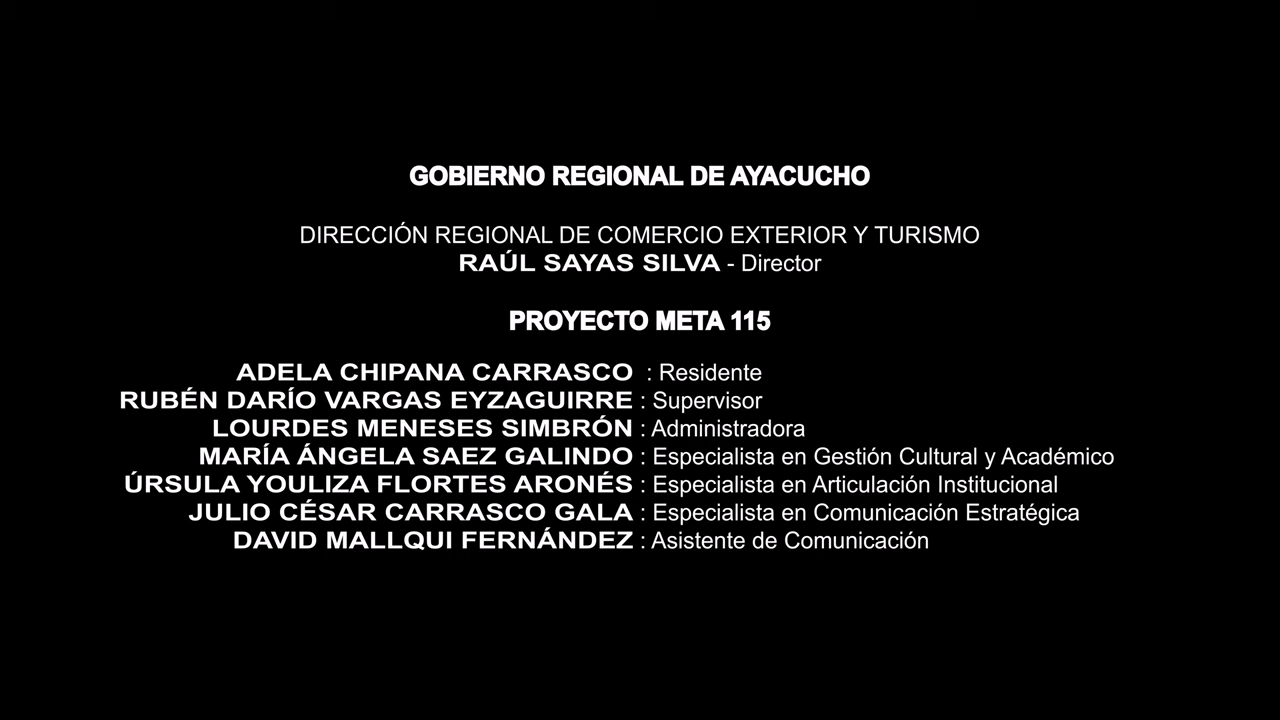 GOBIERNO REGIONAL DE AYACUCHO
DIRECCIÓN REGIONAL DE COMERCIO EXTERIOR Y TURISMO
RAÚL SAYAS SILVA - Director
PROYECTO META 115
ADELA CHIPANA CARRASCO : Residente
RUBÉN DARÍO VARGAS EYZAGUIRRE : Supervisor
LOURDES MENESES SIMBRÓN : Administradora
MARÍA ÁNGELA SAEZ GALINDO : Especialista en Gestión Cultural y Académico
ÚRSULA YOULIZA FLORTES ARONÉS : Especialista en Articulación Institucional
JULIO CÉSAR CARRASCO GALA : Especialista en Comunicación Estratégica
DAVID MALLQUI FERNÁNDEZ : Asistente de Comunicación